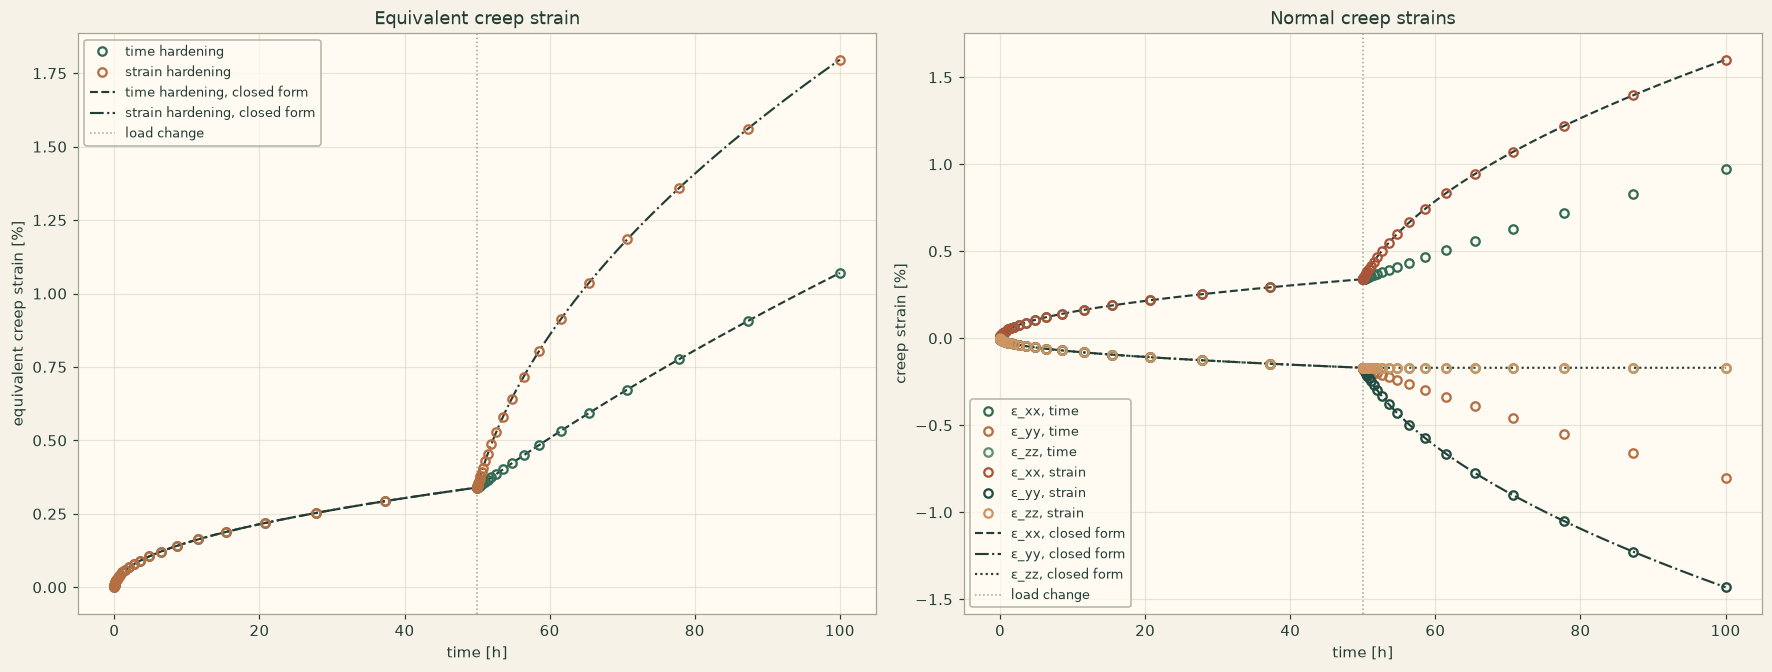 Equivalent creep strain
equivalent creep strain [%]
1.75
1.50
1.25
1.00
0.75
0.50
0.25
0.00
time hardening
strain hardening
time hardening, closed form
strain hardening, closed form
load change
0 20 40 60 80 100
time [h]
Normal creep strains
creep strain [%]
1.5
1.0
0.5
0.0
−0.5
−1.0
−1.5
ε_xx, time
ε_yy, time
ε_zz, time
ε_xx, strain
ε_yy, strain
ε_zz, strain
ε_xx, closed form
ε_yy, closed form
ε_zz, closed form
load change
0 20 40 60 80 100
time [h]